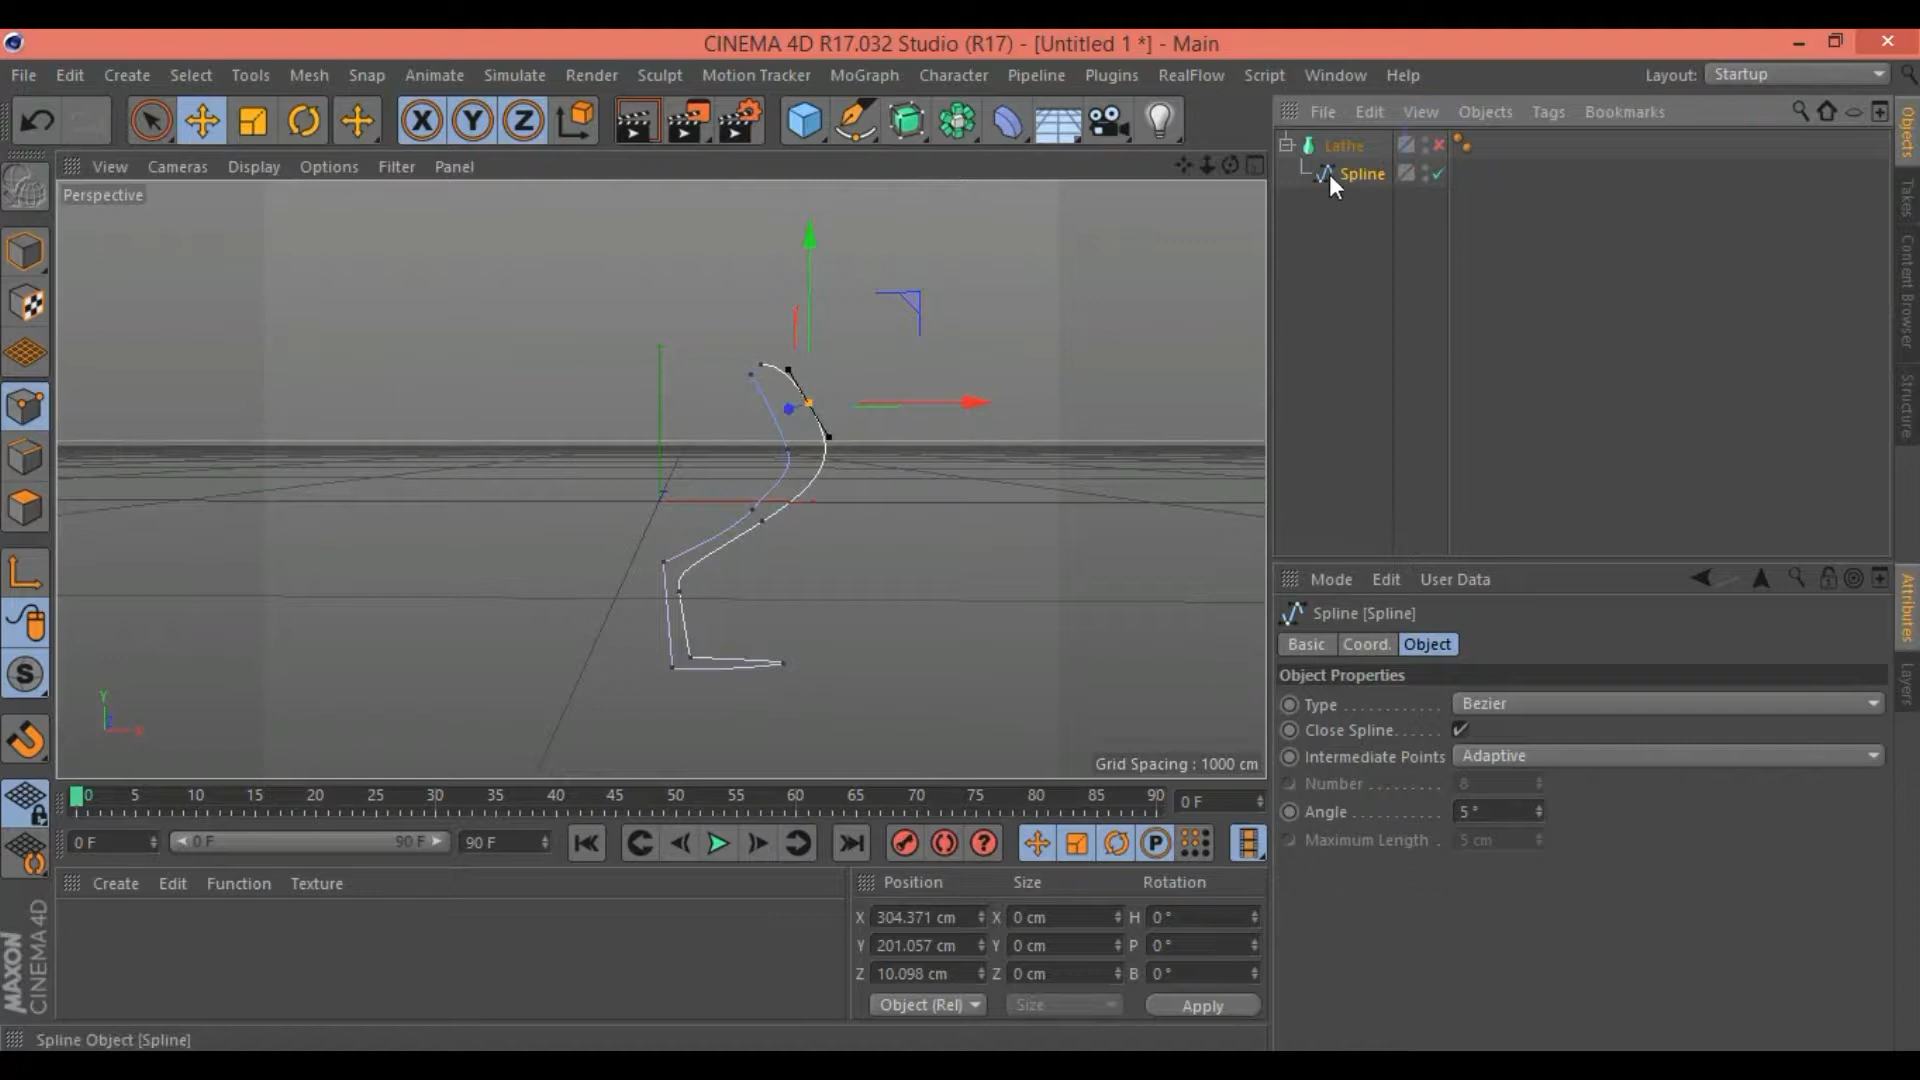 CINEMA 4D R17.032 Studio (R17) - [Untitled 1 *] - Main
File Edit Create Select Tools Mesh Snap Animate Simulate Render Sculpt Motion Tracker MoGraph Character Pipeline Plugins RealFlow Script Window Help Layout: Startup
X Y Z
File Edit View Objects Tags Bookmarks
View Cameras Display Options Filter Panel
Perspective
Lathe
Spline
Objects
Takes
Content Browser
Structure
Y
Grid Spacing : 1000 cm
Mode Edit User Data
Spline [Spline]
Basic Coord. Object
Object Properties
Type . . . . . . . . . . . . Bezier
Close Spline. . . . . .
Intermediate Points Adaptive
Number . . . . . . . . . 8
Angle . . . . . . . . . . . 5 °
Maximum Length . 5 cm
Attributes
Layers
S
0 5 10 15 20 25 30 35 40 45 50 55 60 65 70 75 80 85 90 0 F
0 F 0 F 90 F 90 F P
Create Edit Function Texture
Position Size Rotation
X 304.371 cm X 0 cm H 0 °
Y 201.057 cm Y 0 cm P 0 °
Z 10.098 cm Z 0 cm B 0 °
Object (Rel) Size Apply
MAXON
CINEMA 4D
Spline Object [Spline]